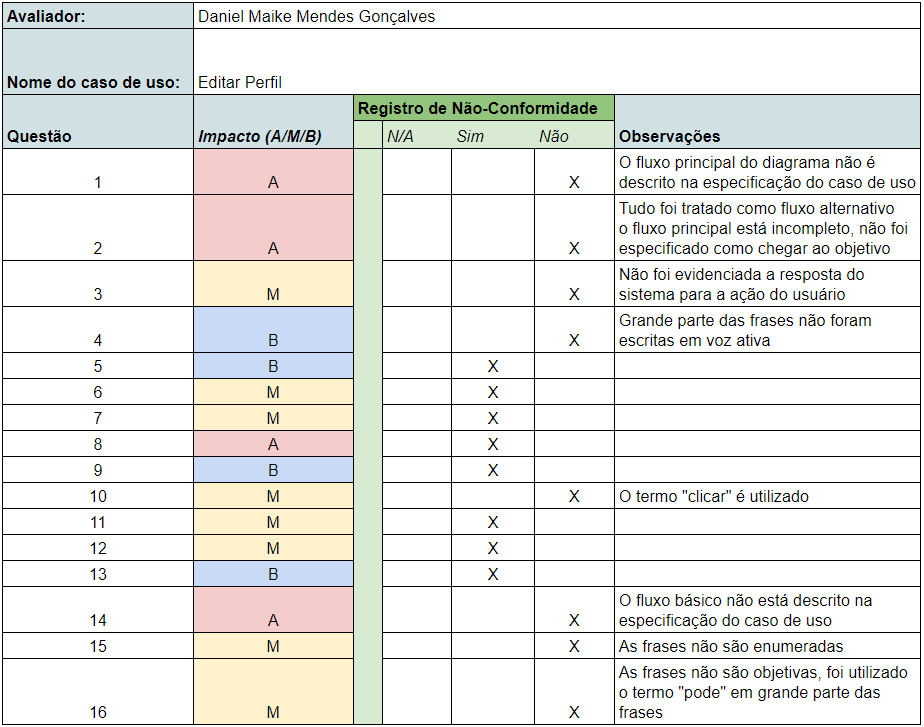 Avaliador: Daniel Maike Mendes Gonçalves
Nome do caso de uso: Editar Perfil
Registro de Não-Conformidade
Questão Impacto (A/M/B) N/A Sim Não Observações
O fluxo principal do diagrama não é
1 A X descrito na especificação do caso de uso
Tudo foi tratado como fluxo alternativo
o fluxo principal está incompleto, não foi
2 A X especificado como chegar ao objetivo
Não foi evidenciada a resposta do
3 M X sistema para a ação do usuário
Grande parte das frases não foram
4 B X escritas em voz ativa
5 B X
6 M X
7 M X
8 A X
9 B X
10 M X O termo "clicar" é utilizado
11 M X
12 M X
13 B X
O fluxo básico não está descrito na
14 A X especificação do caso de uso
15 M X As frases não são enumeradas
As frases não são objetivas, foi utilizado
o termo "pode" em grande parte das
16 M X frases